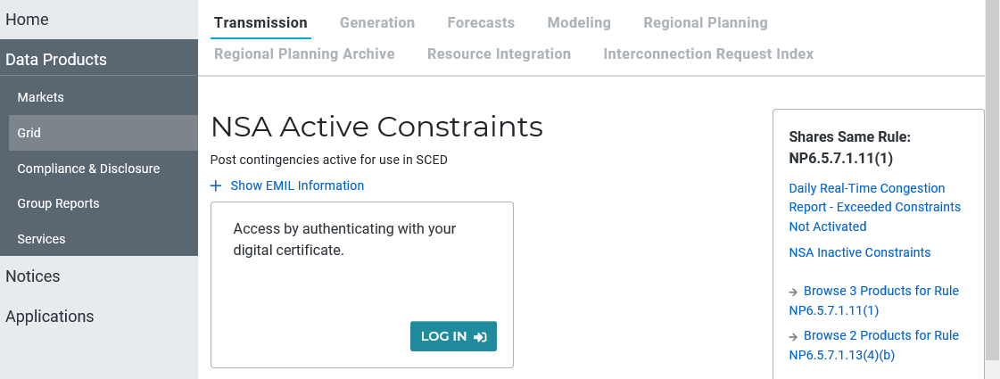 Home
Data Products
Markets
Grid
Compliance & Disclosure
Group Reports
Services
Notices
Applications
Transmission Generation Forecasts Modeling Regional Planning
Regional Planning Archive Resource Integration Interconnection Request Index
NSA Active Constraints
Post contingencies active for use in SCED
Show EMIL Information
Access by authenticating with your
digital certificate.
LOG IN
Shares Same Rule:
NP6.5.7.1.11(1)
Daily Real-Time Congestion
Report - Exceeded Constraints
Not Activated
NSA Inactive Constraints
Browse 3 Products for Rule
NP6.5.7.1.11(1)
Browse 2 Products for Rule
NP6.5.7.1.13(4)(b)